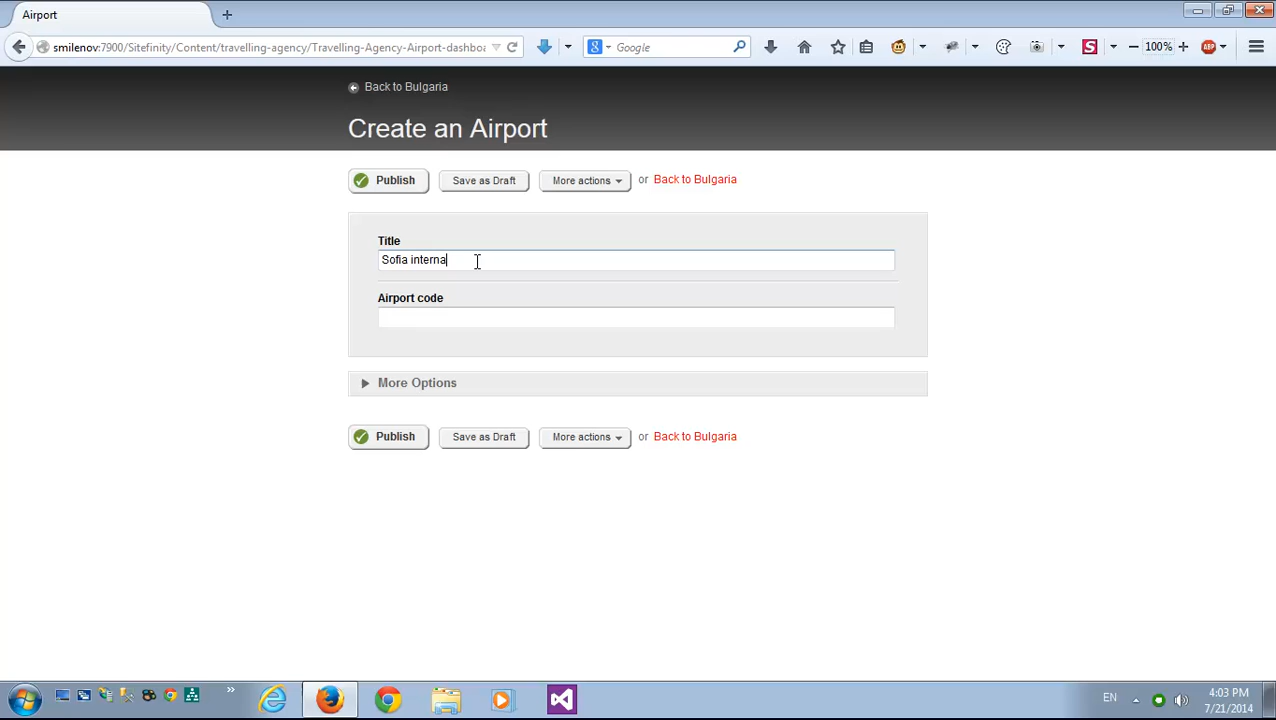 Airport
smilenov:7900/Sitefinity/Content/travelling-agency/Travelling-Agency-Airport-dashboa
Google
100%
S
ABP
Back to Bulgaria
Create an Airport
Publish
Save as Draft
More actions
or
Back to Bulgaria
Title
Sofia interna
Airport code
More Options
Publish
Save as Draft
More actions
or
Back to Bulgaria
EN
4:03 PM
7/21/2014